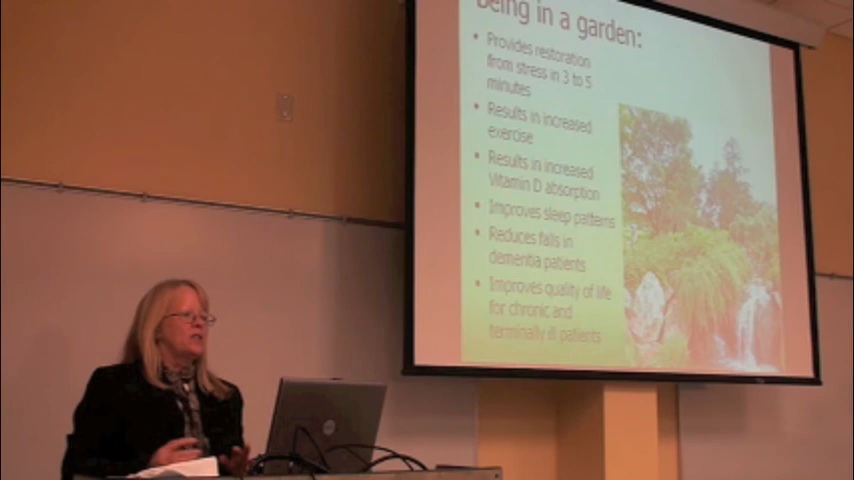 Being in a garden:
• Provides restoration
from stress in 3 to 5
minutes
• Results in increased
exercise
• Results in increased
Vitamin D absorption
• Improves sleep patterns
• Reduces falls in
dementia patients
• Improves quality of life
for chronic and
terminally ill patients